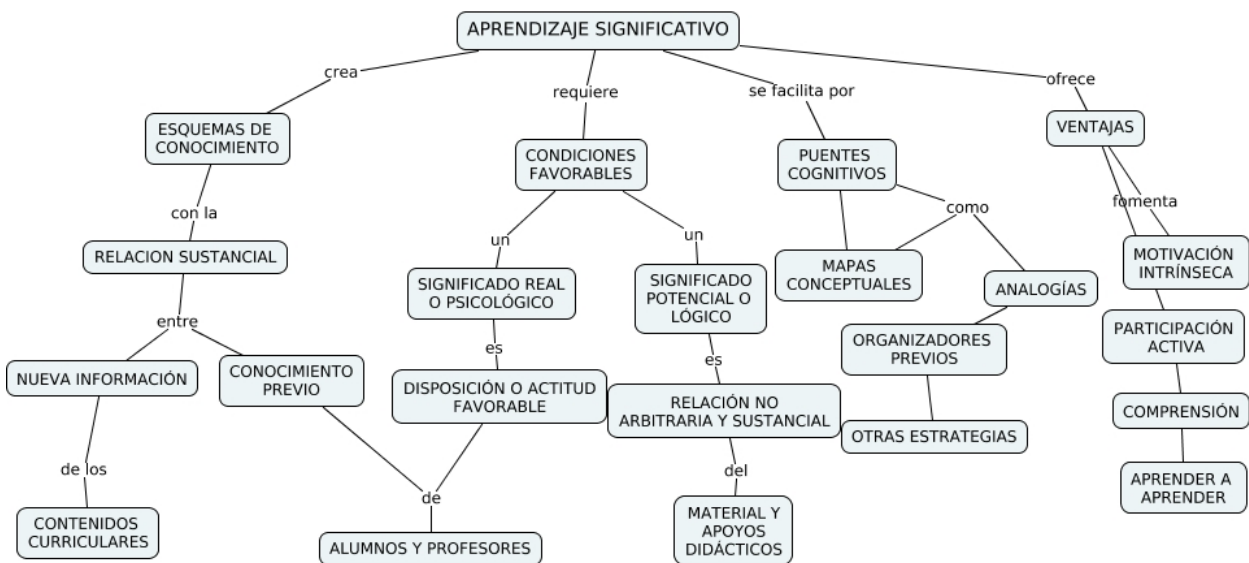 APRENDIZAJE SIGNIFICATIVO
crea
requiere
se facilita por
ofrece
ESQUEMAS DE
CONOCIMIENTO
CONDICIONES
FAVORABLES
PUENTES
COGNITIVOS
VENTAJAS
con la
un
un
como
fomenta
RELACION SUSTANCIAL
SIGNIFICADO REAL
O PSICOLÓGICO
SIGNIFICADO
POTENCIAL O
LÓGICO
MAPAS
CONCEPTUALES
ANALOGÍAS
MOTIVACIÓN
INTRÍNSECA
entre
es
es
ORGANIZADORES
PREVIOS
PARTICIPACIÓN
ACTIVA
NUEVA INFORMACIÓN
CONOCIMIENTO
PREVIO
DISPOSICIÓN O ACTITUD
FAVORABLE
RELACIÓN NO
ARBITRARIA Y SUSTANCIAL
OTRAS ESTRATEGIAS
COMPRENSIÓN
de los
de
del
APRENDER A
APRENDER
CONTENIDOS
CURRICULARES
ALUMNOS Y PROFESORES
MATERIAL Y
APOYOS
DIDÁCTICOS